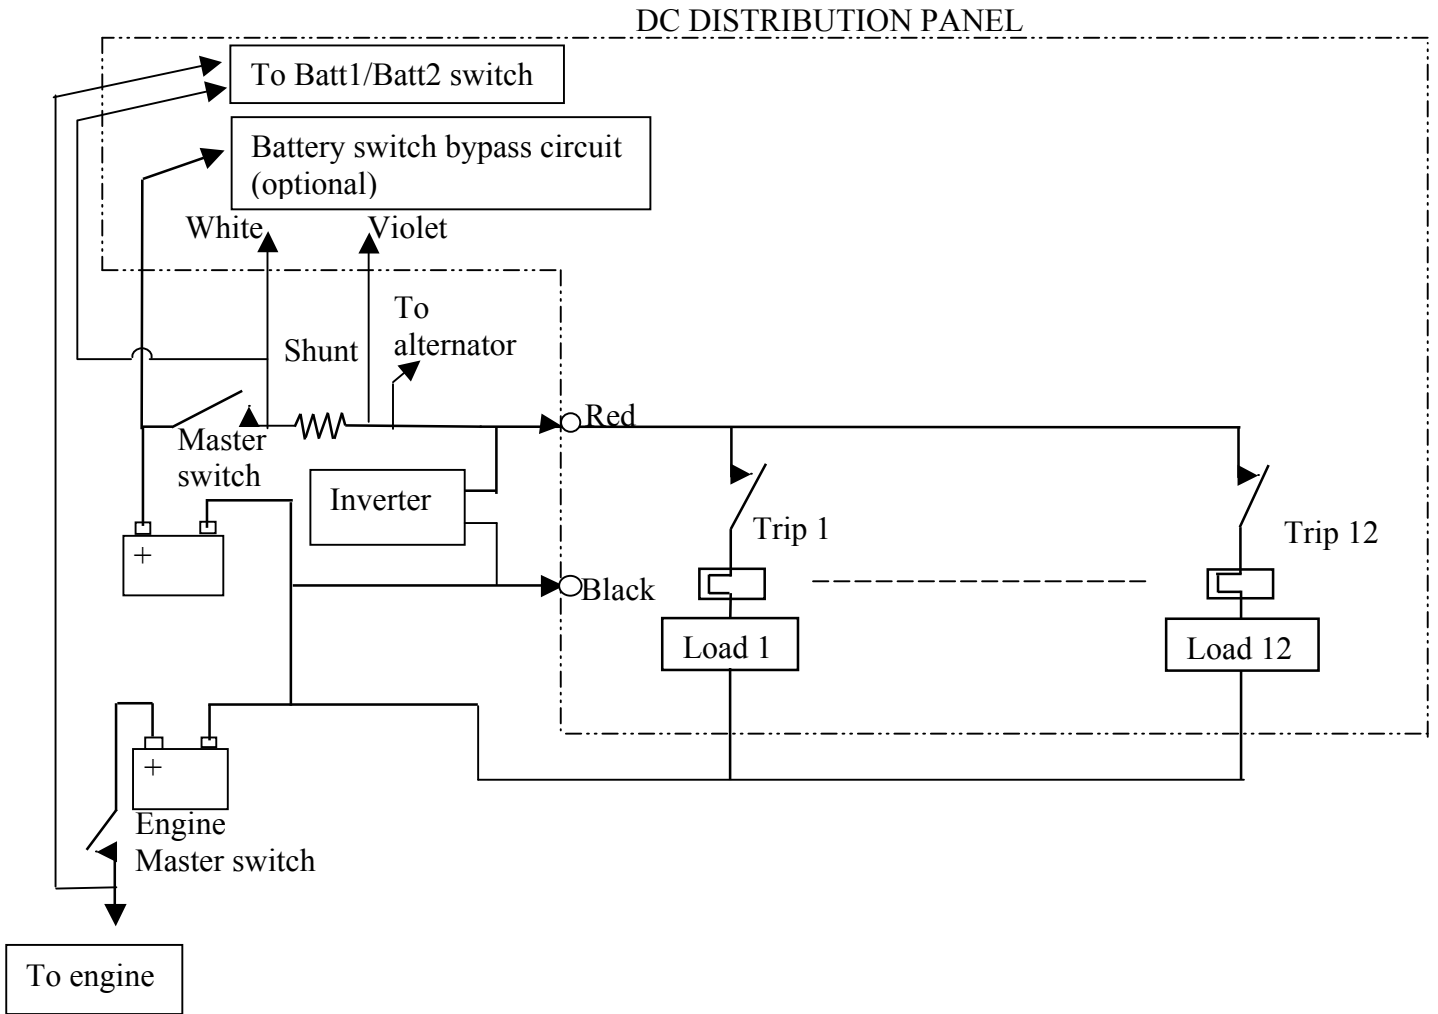 DC DISTRIBUTION PANEL
To Batt1/Batt2 switch
Battery switch bypass circuit
(optional)
White
Violet
To
alternator
Shunt
Red
Master
switch
Inverter
+
Trip 1
Trip 12
Black
Load 1
Load 12
+
Engine
Master switch
To engine